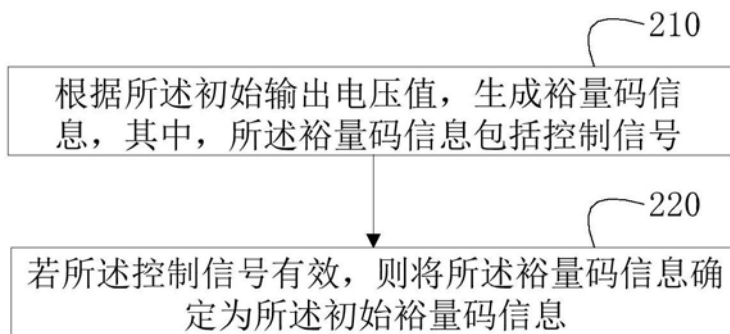 210
根据所述初始输出电压值，生成裕量码信
息，其中，所述裕量码信息包括控制信号
220
若所述控制信号有效，则将所述裕量码信息确
定为所述初始裕量码信息